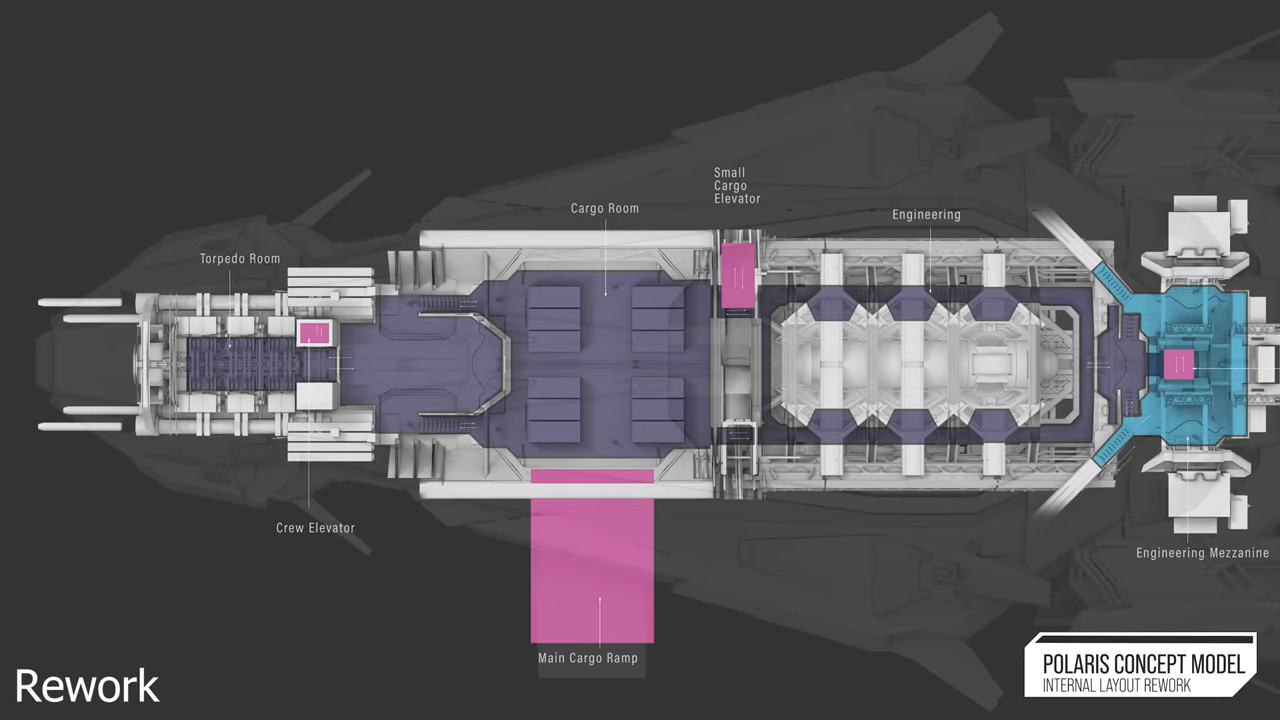 Small
Cargo
Elevator
Cargo Room
Engineering
Torpedo Room
Crew Elevator
Engineering Mezzanine
Main Cargo Ramp
Rework
POLARIS CONCEPT MODEL
INTERNAL LAYOUT REWORK